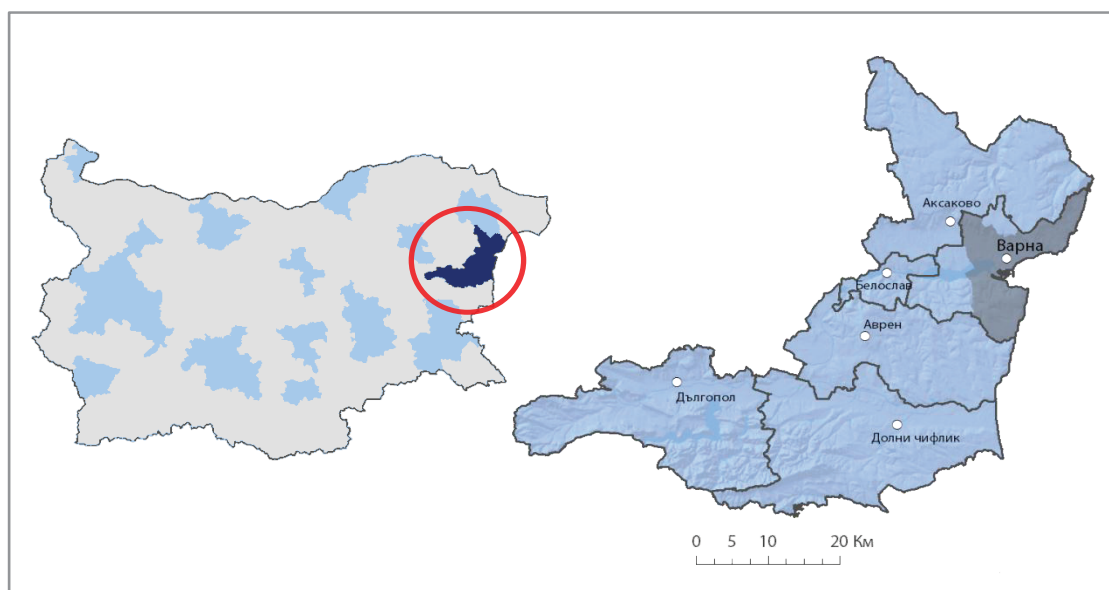 Аксаково
Варна
Белослав
Аврен
Дългопол
Долни чифлик
0 5 10 20 Км